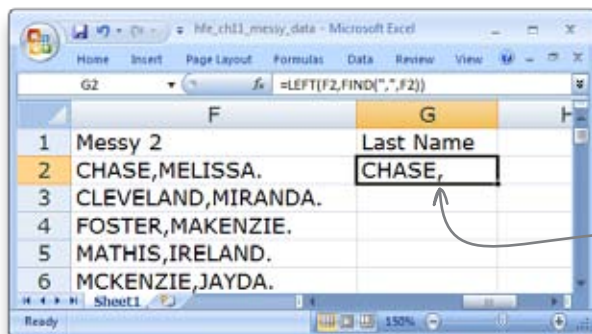 hfe_ch11_messy_data - Microsoft Excel
Home Insert Page Layout Formulas Data Review View
G2 fx =LEFT(F2,FIND(",",F2))
F G H
1 Messy 2 Last Name
2 CHASE,MELISSA. CHASE,
3 CLEVELAND,MIRANDA.
4 FOSTER,MAKENZIE.
5 MATHIS,IRELAND.
6 MCKENZIE,JAYDA.
Sheet1
Ready 150%